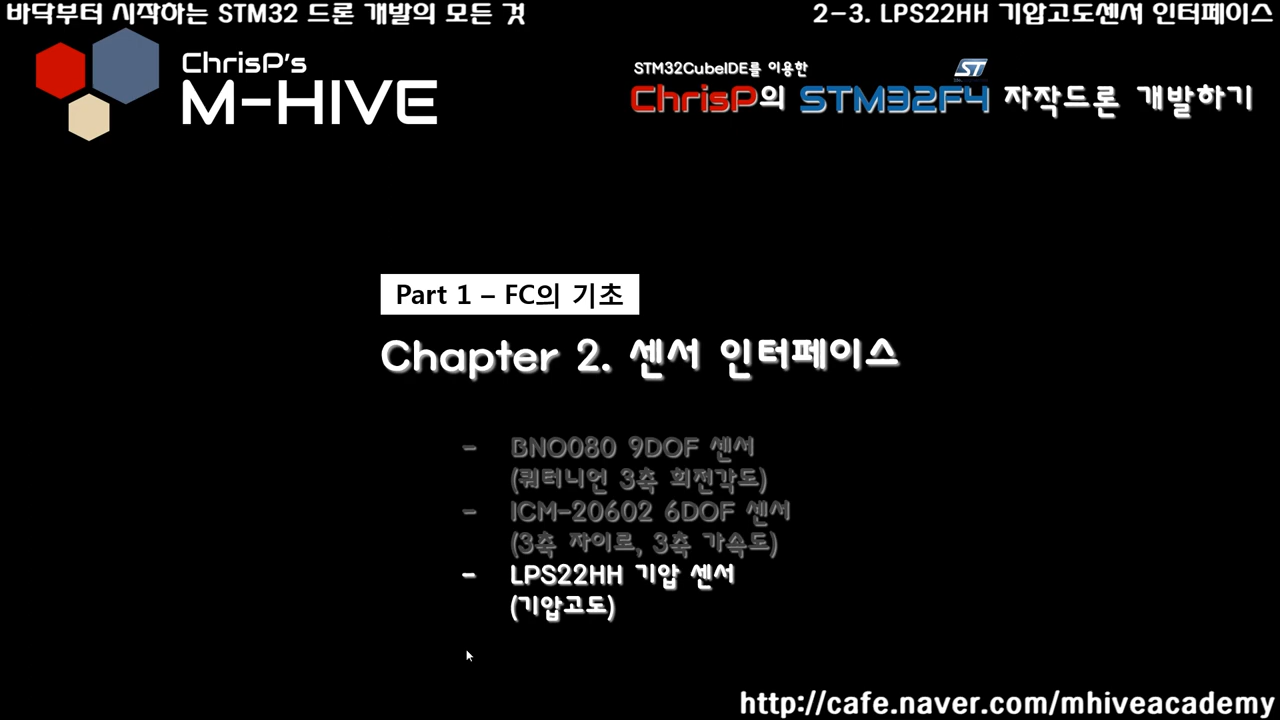 바닥부터 시작하는 STM32 드론 개발의 모든 것
2-3. LPS22HH 기압고도센서 인터페이스
ChrisP's
M-HIVE
STM32CubeIDE를 이용한
ST
ChrisP의 STM32F4 자작드론 개발하기
Part 1 – FC의 기초
Chapter 2. 센서 인터페이스
- BNO080 9DOF 센서
(쿼터니언 3축 회전각도)
- ICM-20602 6DOF 센서
(3축 자이로, 3축 가속도)
- LPS22HH 기압 센서
(기압고도)
http://cafe.naver.com/mhiveacademy